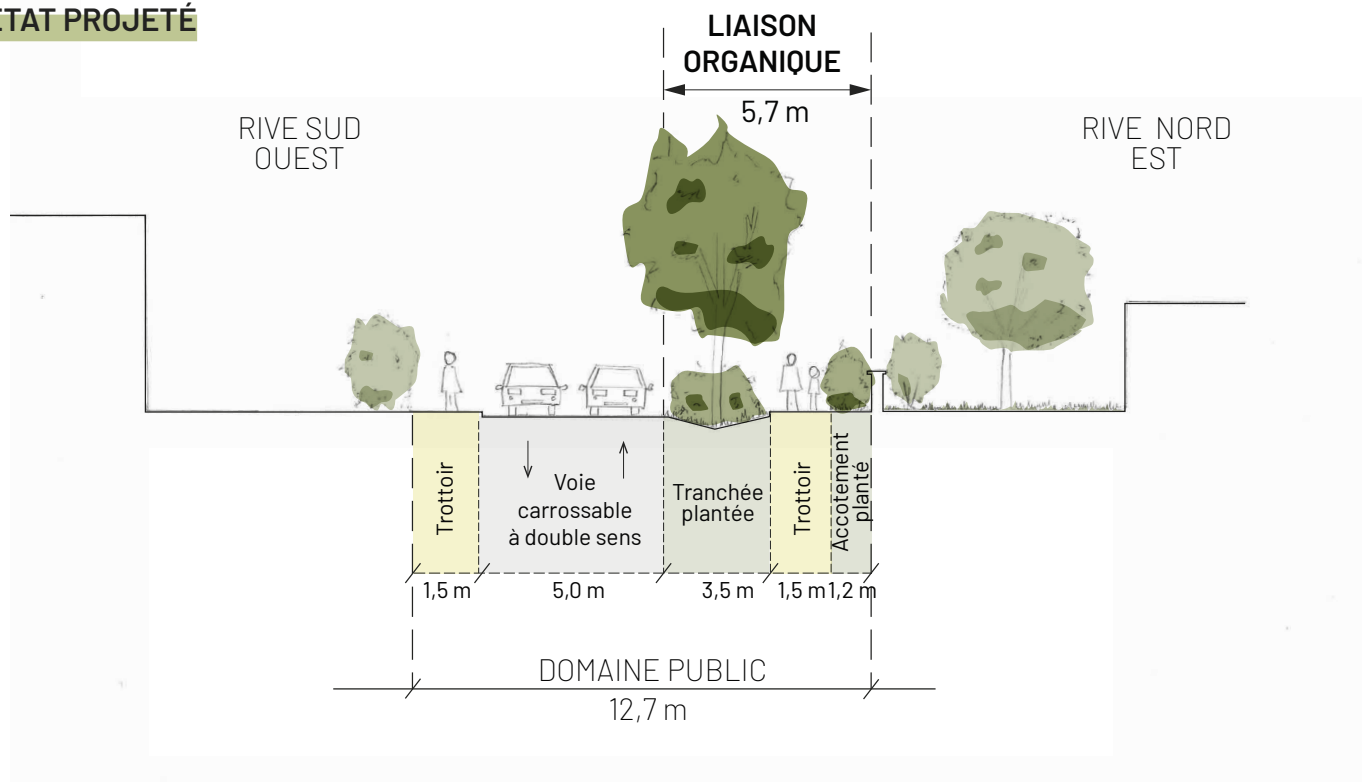 ÉTAT PROJETÉ
LIAISON
ORGANIQUE
5,7 m
RIVE SUD
OUEST
RIVE NORD
EST
Trottoir
Voie
carrossable
à double sens
Tranchée
plantée
Trottoir
Accotement
planté
1,5 m
5,0 m
3,5 m
1,5 m
1,2 m
DOMAINE PUBLIC
12,7 m